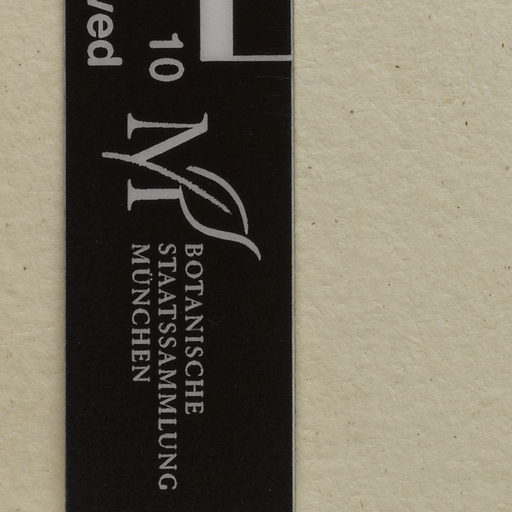 ved
10
M
BOTANISCHE
STAATSSAMMLUNG
MÜNCHEN